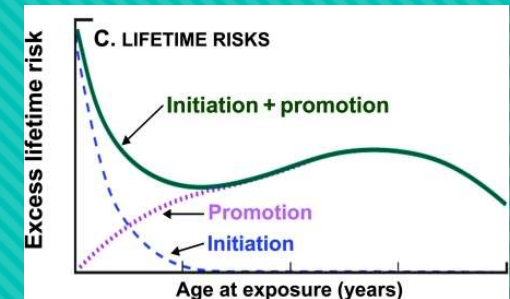 C. LIFETIME RISKS
Excess lifetime risk
Initiation + promotion
Promotion
Initiation
Age at exposure (years)